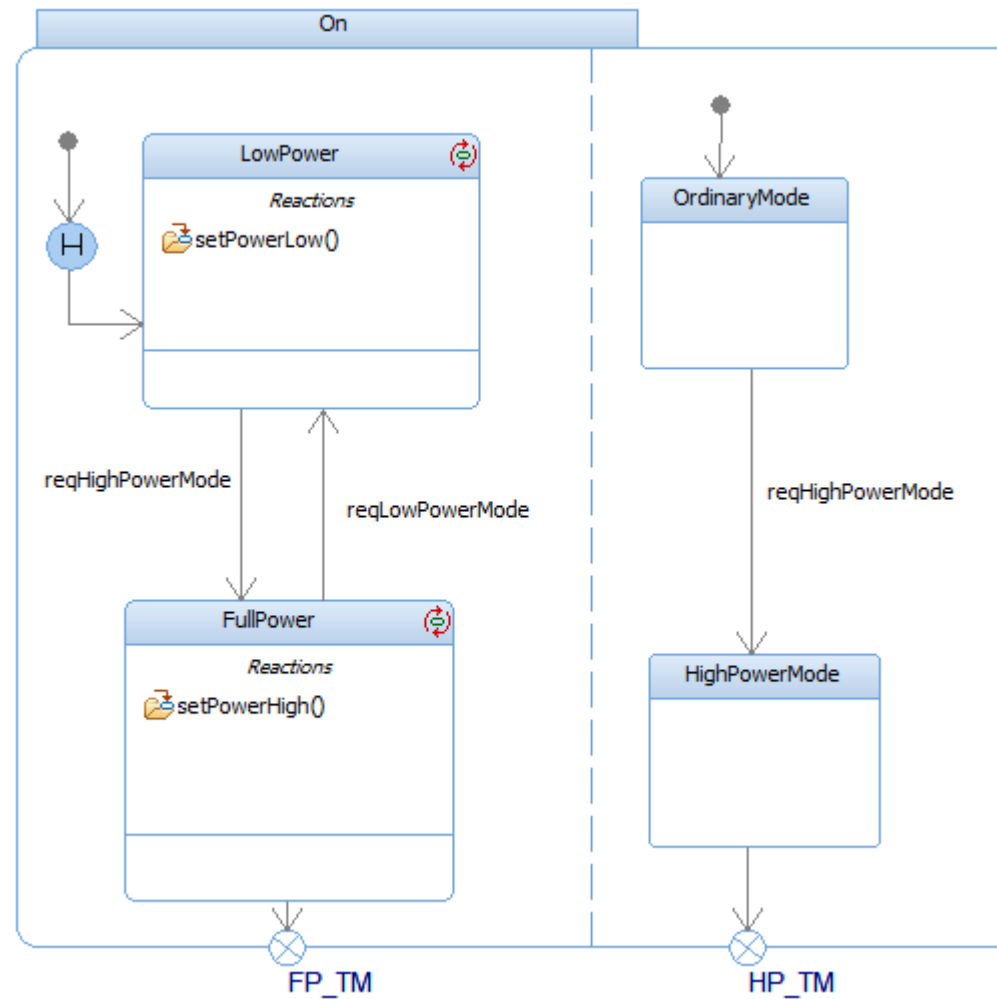 On
LowPower
Reactions
setPowerLow()
H
reqHighPowerMode
reqLowPowerMode
FullPower
Reactions
setPowerHigh()
FP_TM
OrdinaryMode
reqHighPowerMode
HighPowerMode
HP_TM